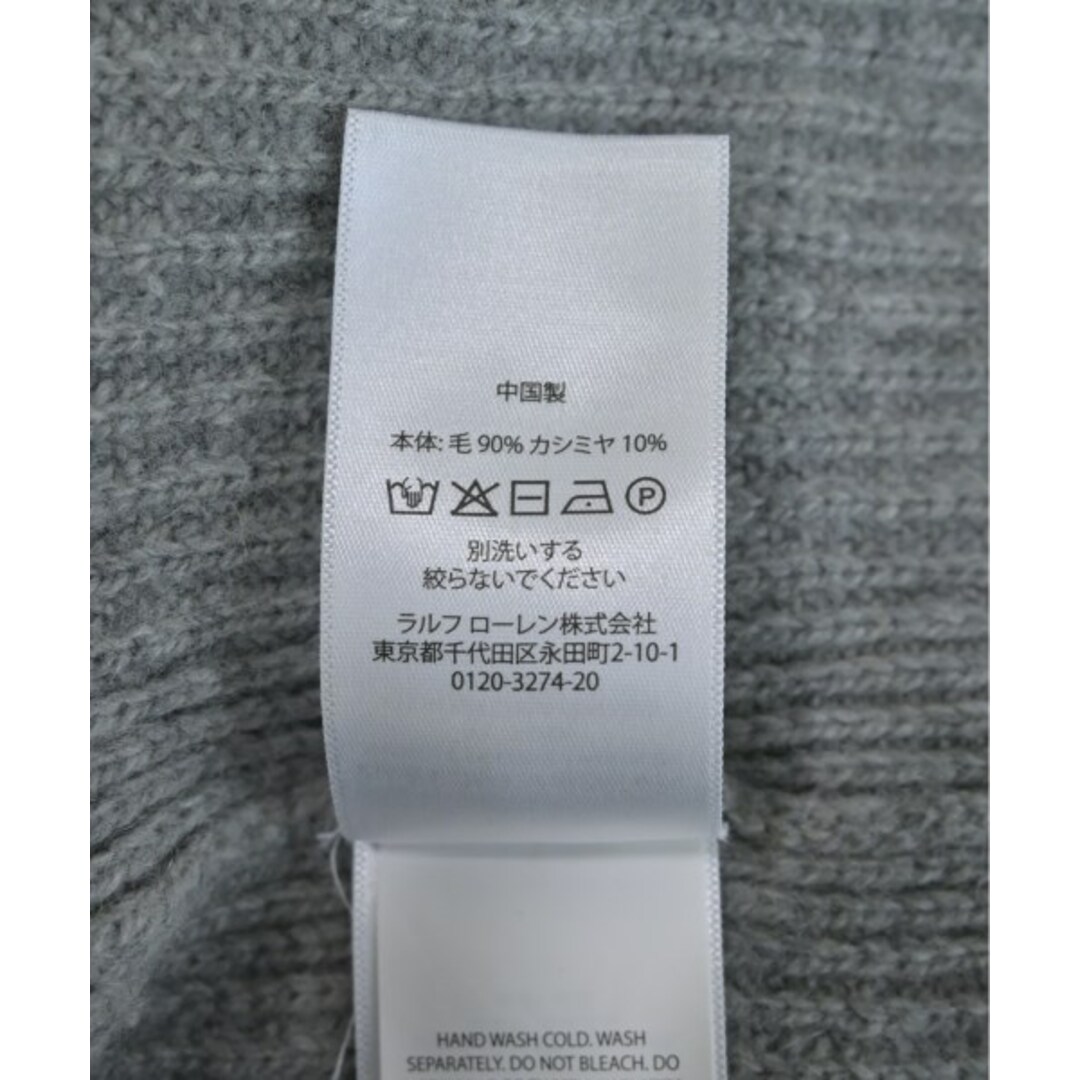 中国製
本体: 毛 90% カシミヤ 10%
P
別洗いする
絞らないでください
ラルフ ローレン株式会社
東京都千代田区永田町2-10-1
0120-3274-20
HAND WASH COLD. WASH
SEPARATELY. DO NOT BLEACH. DO